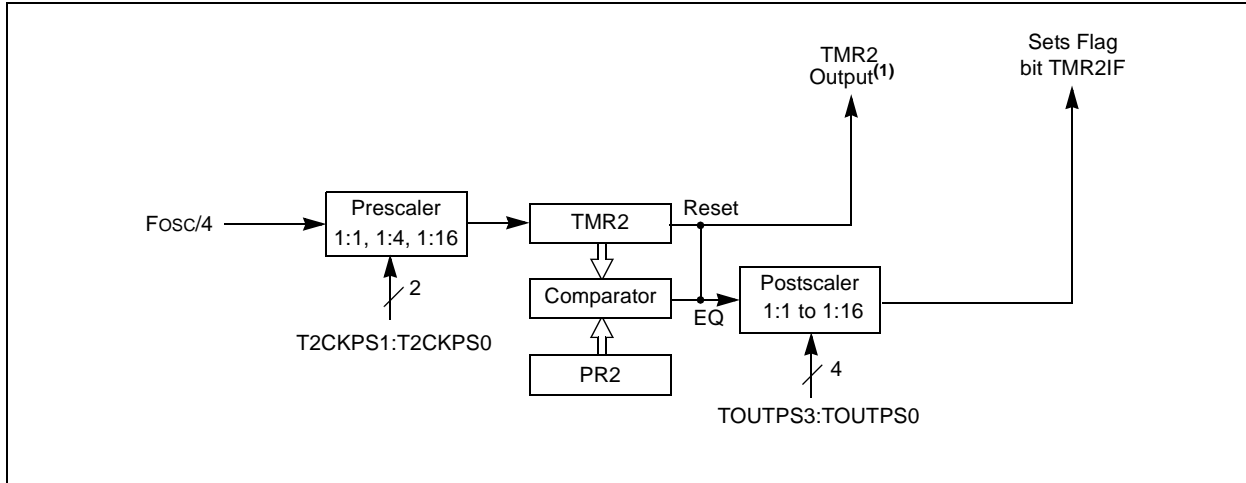 TMR2
Output(1)
Sets Flag
bit TMR2IF
FOSC/4
Prescaler
1:1, 1:4, 1:16
TMR2
Reset
2
Comparator
EQ
Postscaler
1:1 to 1:16
T2CKPS1:T2CKPS0
PR2
4
TOUTPS3:TOUTPS0